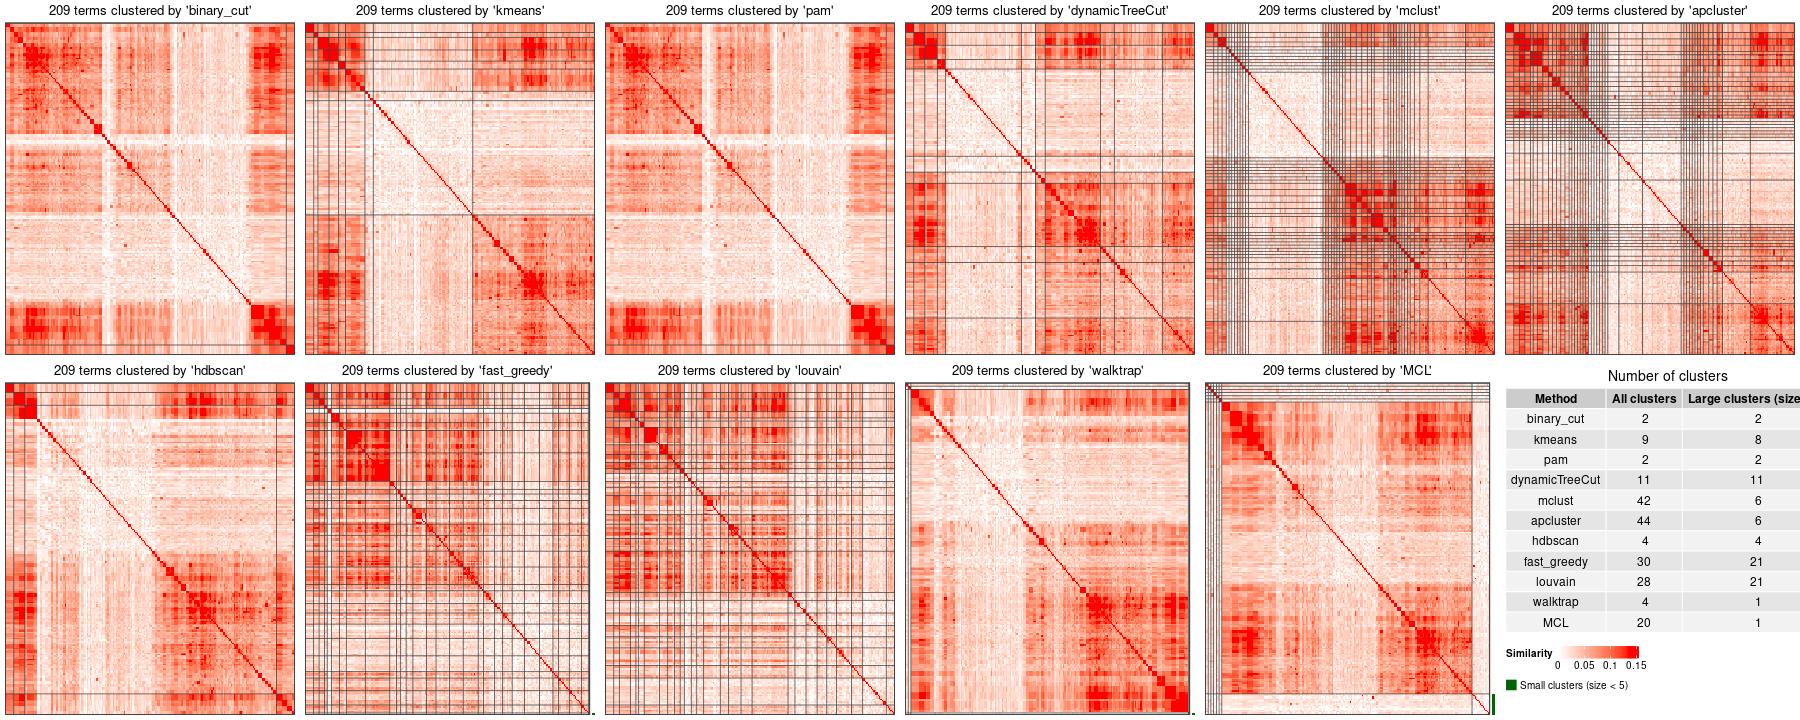 209 terms clustered by 'binary_cut'
209 terms clustered by 'kmeans'
209 terms clustered by 'pam'
209 terms clustered by 'dynamicTreeCut'
209 terms clustered by 'mclust'
209 terms clustered by 'apcluster'
209 terms clustered by 'hdbscan'
209 terms clustered by 'fast_greedy'
209 terms clustered by 'louvain'
209 terms clustered by 'walktrap'
209 terms clustered by 'MCL'
Number of clusters
Method All clusters Large clusters (size
binary_cut 2 2
kmeans 9 8
pam 2 2
dynamicTreeCut 11 11
mclust 42 6
apcluster 44 6
hdbscan 4 4
fast_greedy 30 21
louvain 28 21
walktrap 4 1
MCL 20 1
Similarity
0 0.05 0.1 0.15
Small clusters (size < 5)